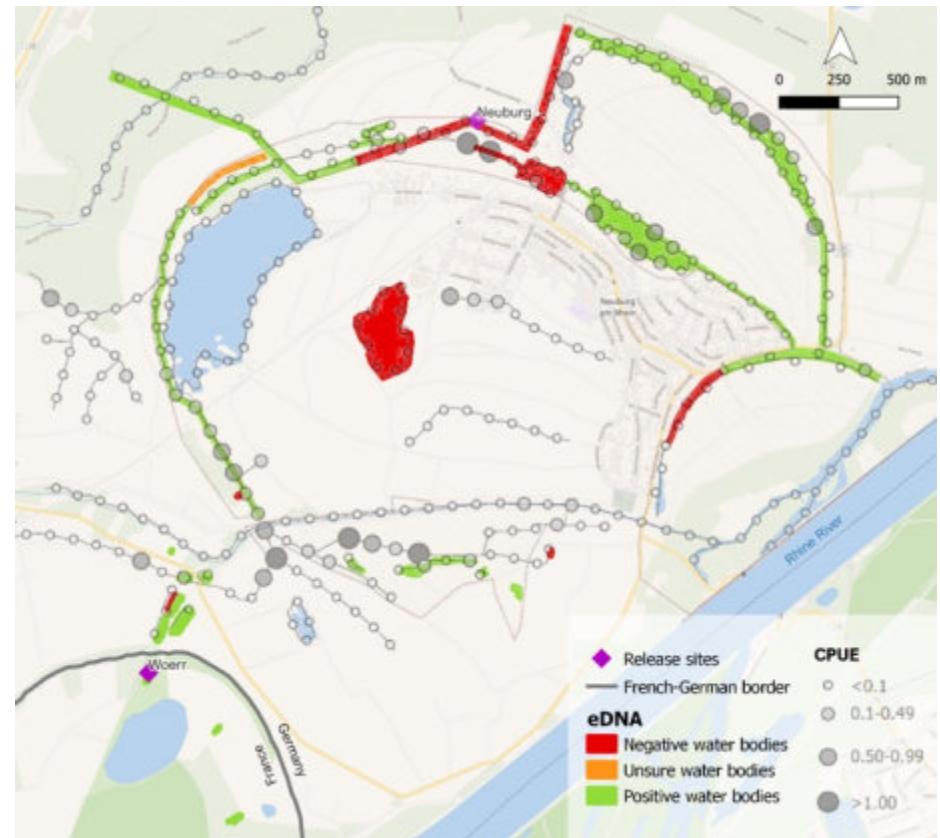 0 250 500 m
Neuburg
Neuburg
am Rhein
Rhine River
Woerr
Germany
France
Release sites
French-German border
eDNA
Negative water bodies
Unsure water bodies
Positive water bodies
CPUE
<0.1
0.1-0.49
0.50-0.99
>1.00